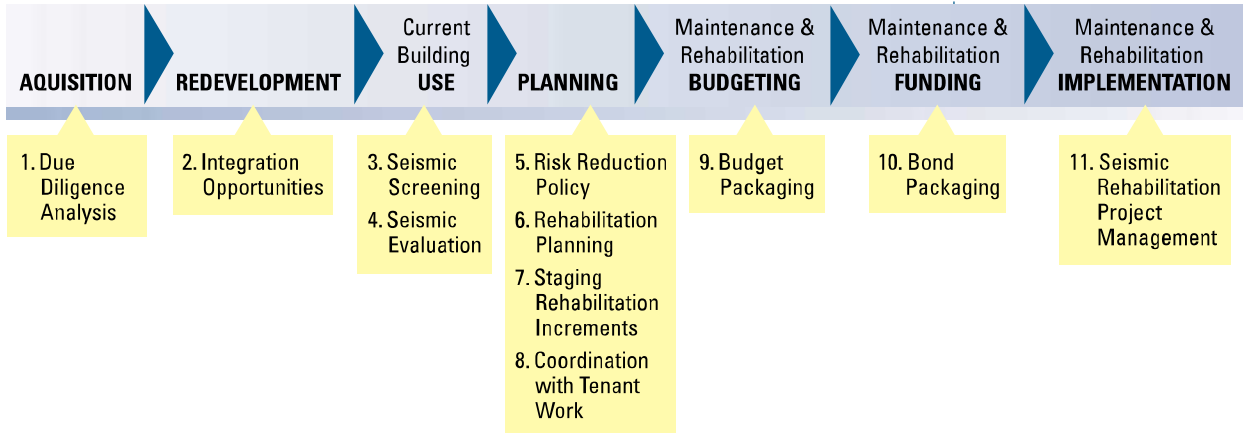 AQUISITION
REDEVELOPMENT
Current
Building
USE
PLANNING
Maintenance &
Rehabilitation
BUDGETING
Maintenance &
Rehabilitation
FUNDING
Maintenance &
Rehabilitation
IMPLEMENTATION
1. Due
Diligence
Analysis
2. Integration
Opportunities
3. Seismic
Screening
4. Seismic
Evaluation
5. Risk Reduction
Policy
6. Rehabilitation
Planning
7. Staging
Rehabilitation
Increments
8. Coordination
with Tenant
Work
9. Budget
Packaging
10. Bond
Packaging
11. Seismic
Rehabilitation
Project
Management